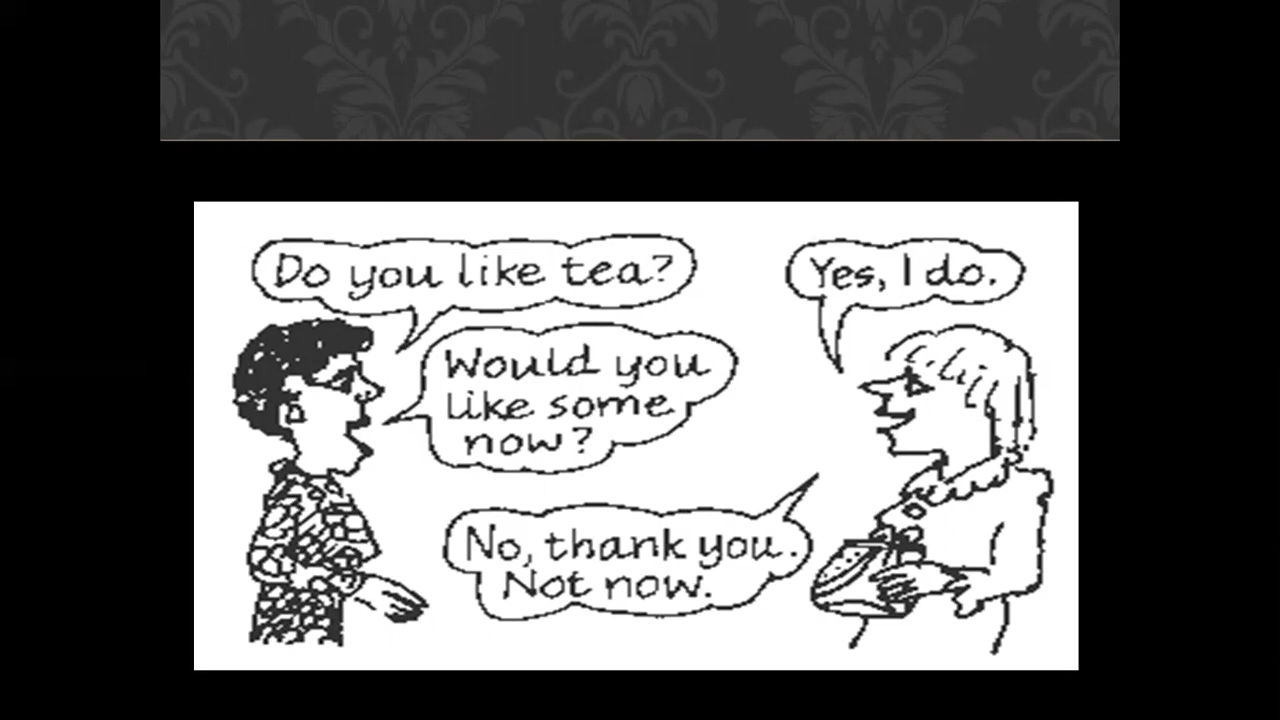 Do you like tea?
Yes, I do.
Would you
like some
now?
No, thank you.
Not now.